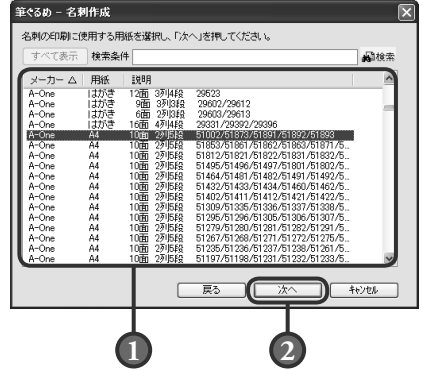 筆ぐるめ - 名刺作成
名刺の印刷に使用する用紙を選択し、「次へ」を押してください。
すべて表示 検索条件 検索
メーカー △ 用紙 説明
A-One はがき 12面 3列4段 29523
A-One はがき 9面 3列3段 29602/29612
A-One はがき 6面 2列3段 29603/29613
A-One はがき 16面 4列4段 29331/29392/29396
A-One A4 10面 2列5段 51002/51873/51891/51892/51893
A-One A4 10面 2列5段 51853/51861/51862/51863/51871/5...
A-One A4 10面 2列5段 51812/51821/51822/51831/51832/5...
A-One A4 10面 2列5段 51495/51496/51497/51801/51802/5...
A-One A4 10面 2列5段 51464/51481/51482/51491/51492/5...
A-One A4 10面 2列5段 51432/51433/51434/51460/51462/5...
A-One A4 10面 2列5段 51402/51411/51412/51421/51422/5...
A-One A4 10面 2列5段 51309/51335/51336/51337/51338/5...
A-One A4 10面 2列5段 51295/51296/51305/51306/51307/5...
A-One A4 10面 2列5段 51279/51280/51281/51282/51291/5...
A-One A4 10面 2列5段 51267/51268/51271/51272/51275/5...
A-One A4 10面 2列5段 51235/51236/51237/51238/51261/5...
A-One A4 10面 2列5段 51197/51198/51231/51232/51233/5...
戻る 次へ キャンセル
1 2